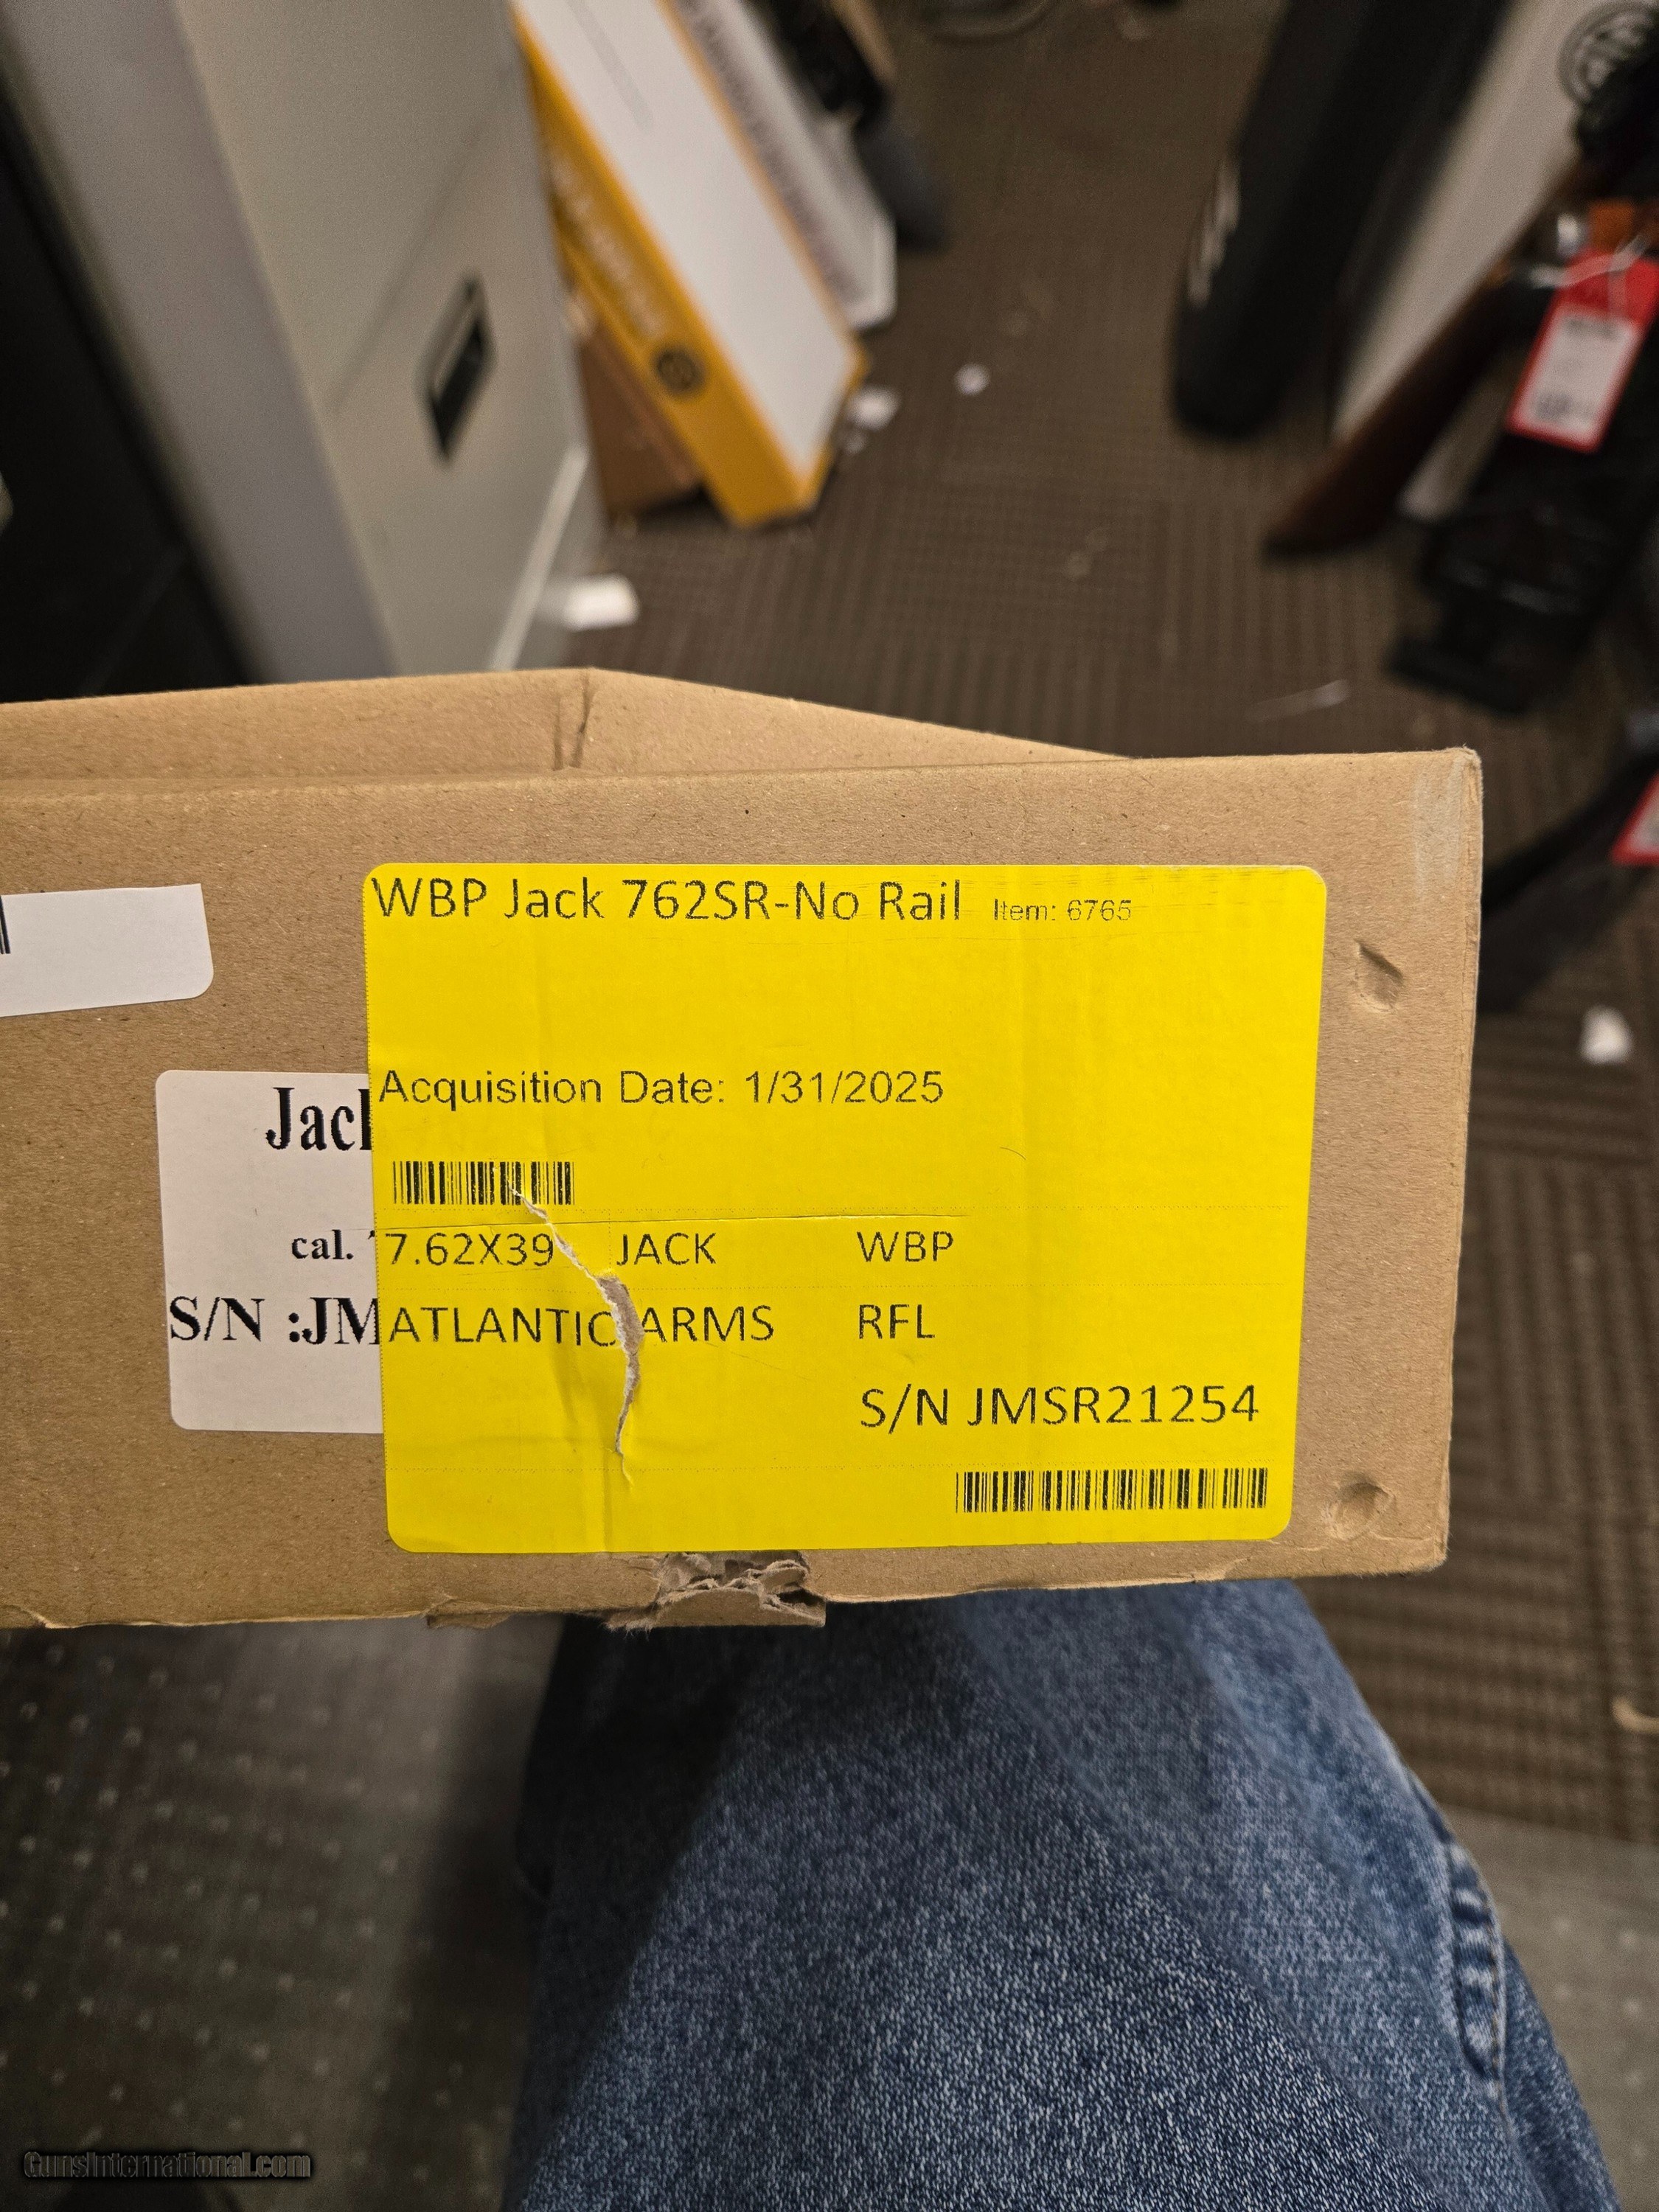 WBP Jack 762SR-No Rail Item: 6765
Acquisition Date: 1/31/2025
Jack
cal. 7.62X39 JACK WBP
S/N :JM ATLANTIC ARMS RFL
S/N JMSR21254
GunsInternational.com